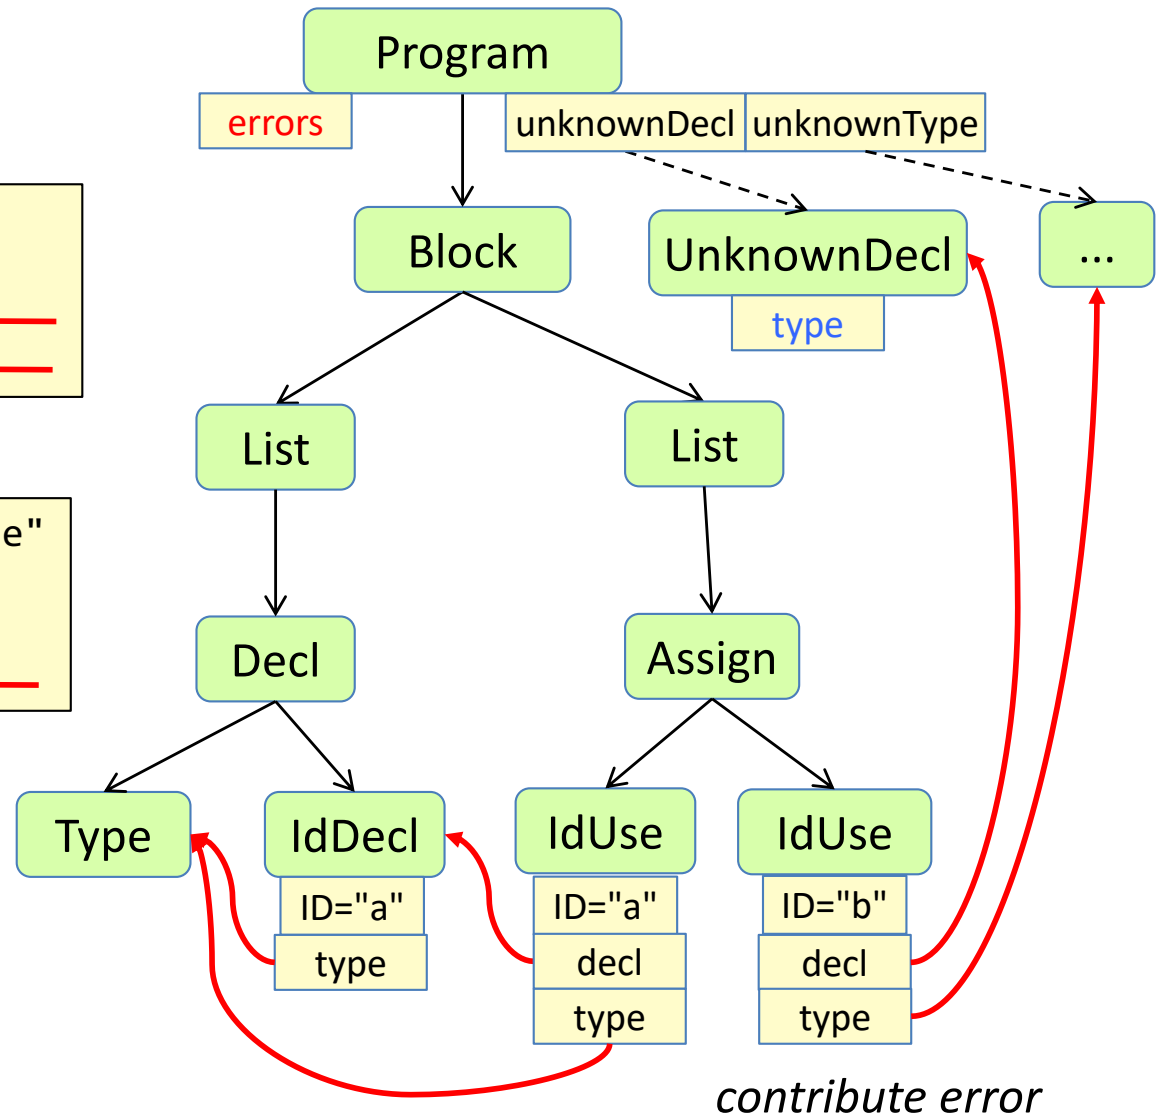 Program
errors
unknownDecl
unknownType
Block
UnknownDecl
...
type
List
List
e"
Decl
Assign
Type
IdDecl
IdUse
IdUse
ID="a"
ID="a"
ID="b"
type
decl
decl
type
type
contribute error